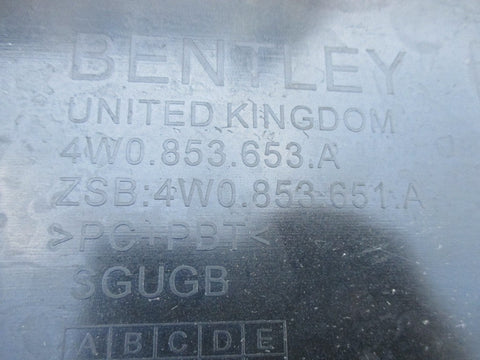 BENTLEY
UNITED KINGDOM
4W0.853.653.A
ZSB:4W0.853 651.A
>PC+PBT<
SGUGB
A B C D E